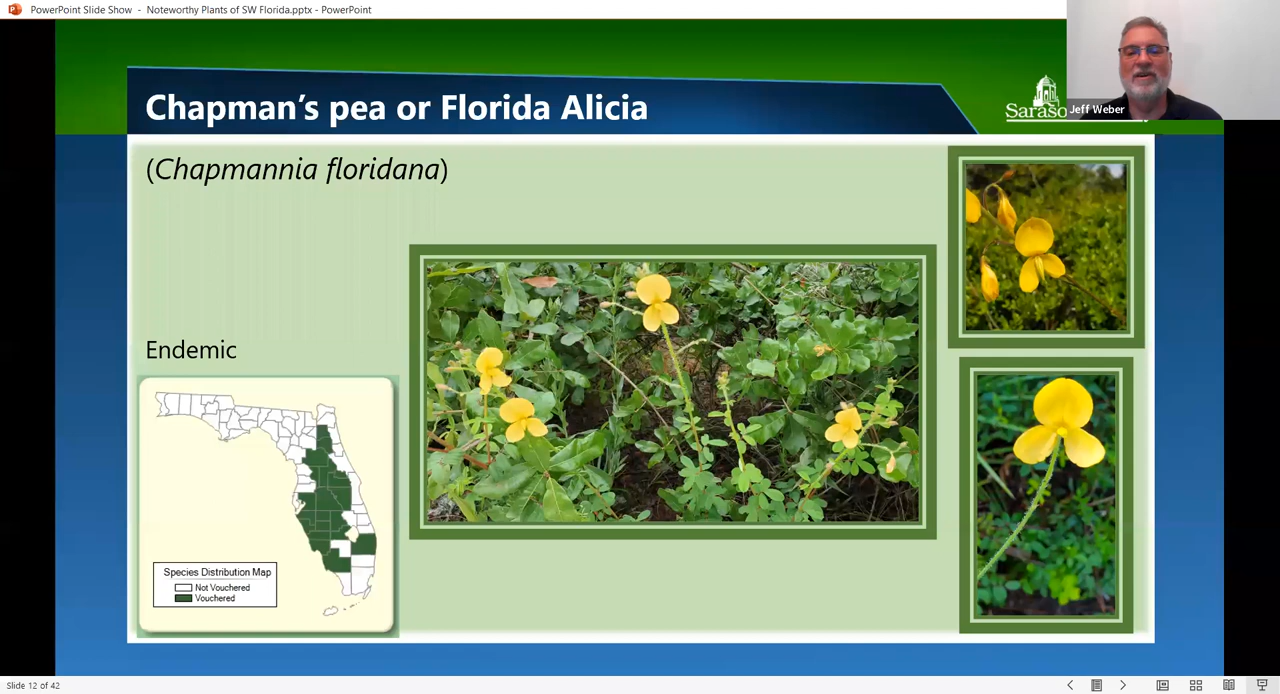 PowerPoint Slide Show - Noteworthy Plants of SW Florida.pptx - PowerPoint
Chapman's pea or Florida Alicia
Jeff Weber
(Chapmannia floridana)
Endemic
Species Distribution Map
Not Vouchered
Vouchered
Slide 12 of 42